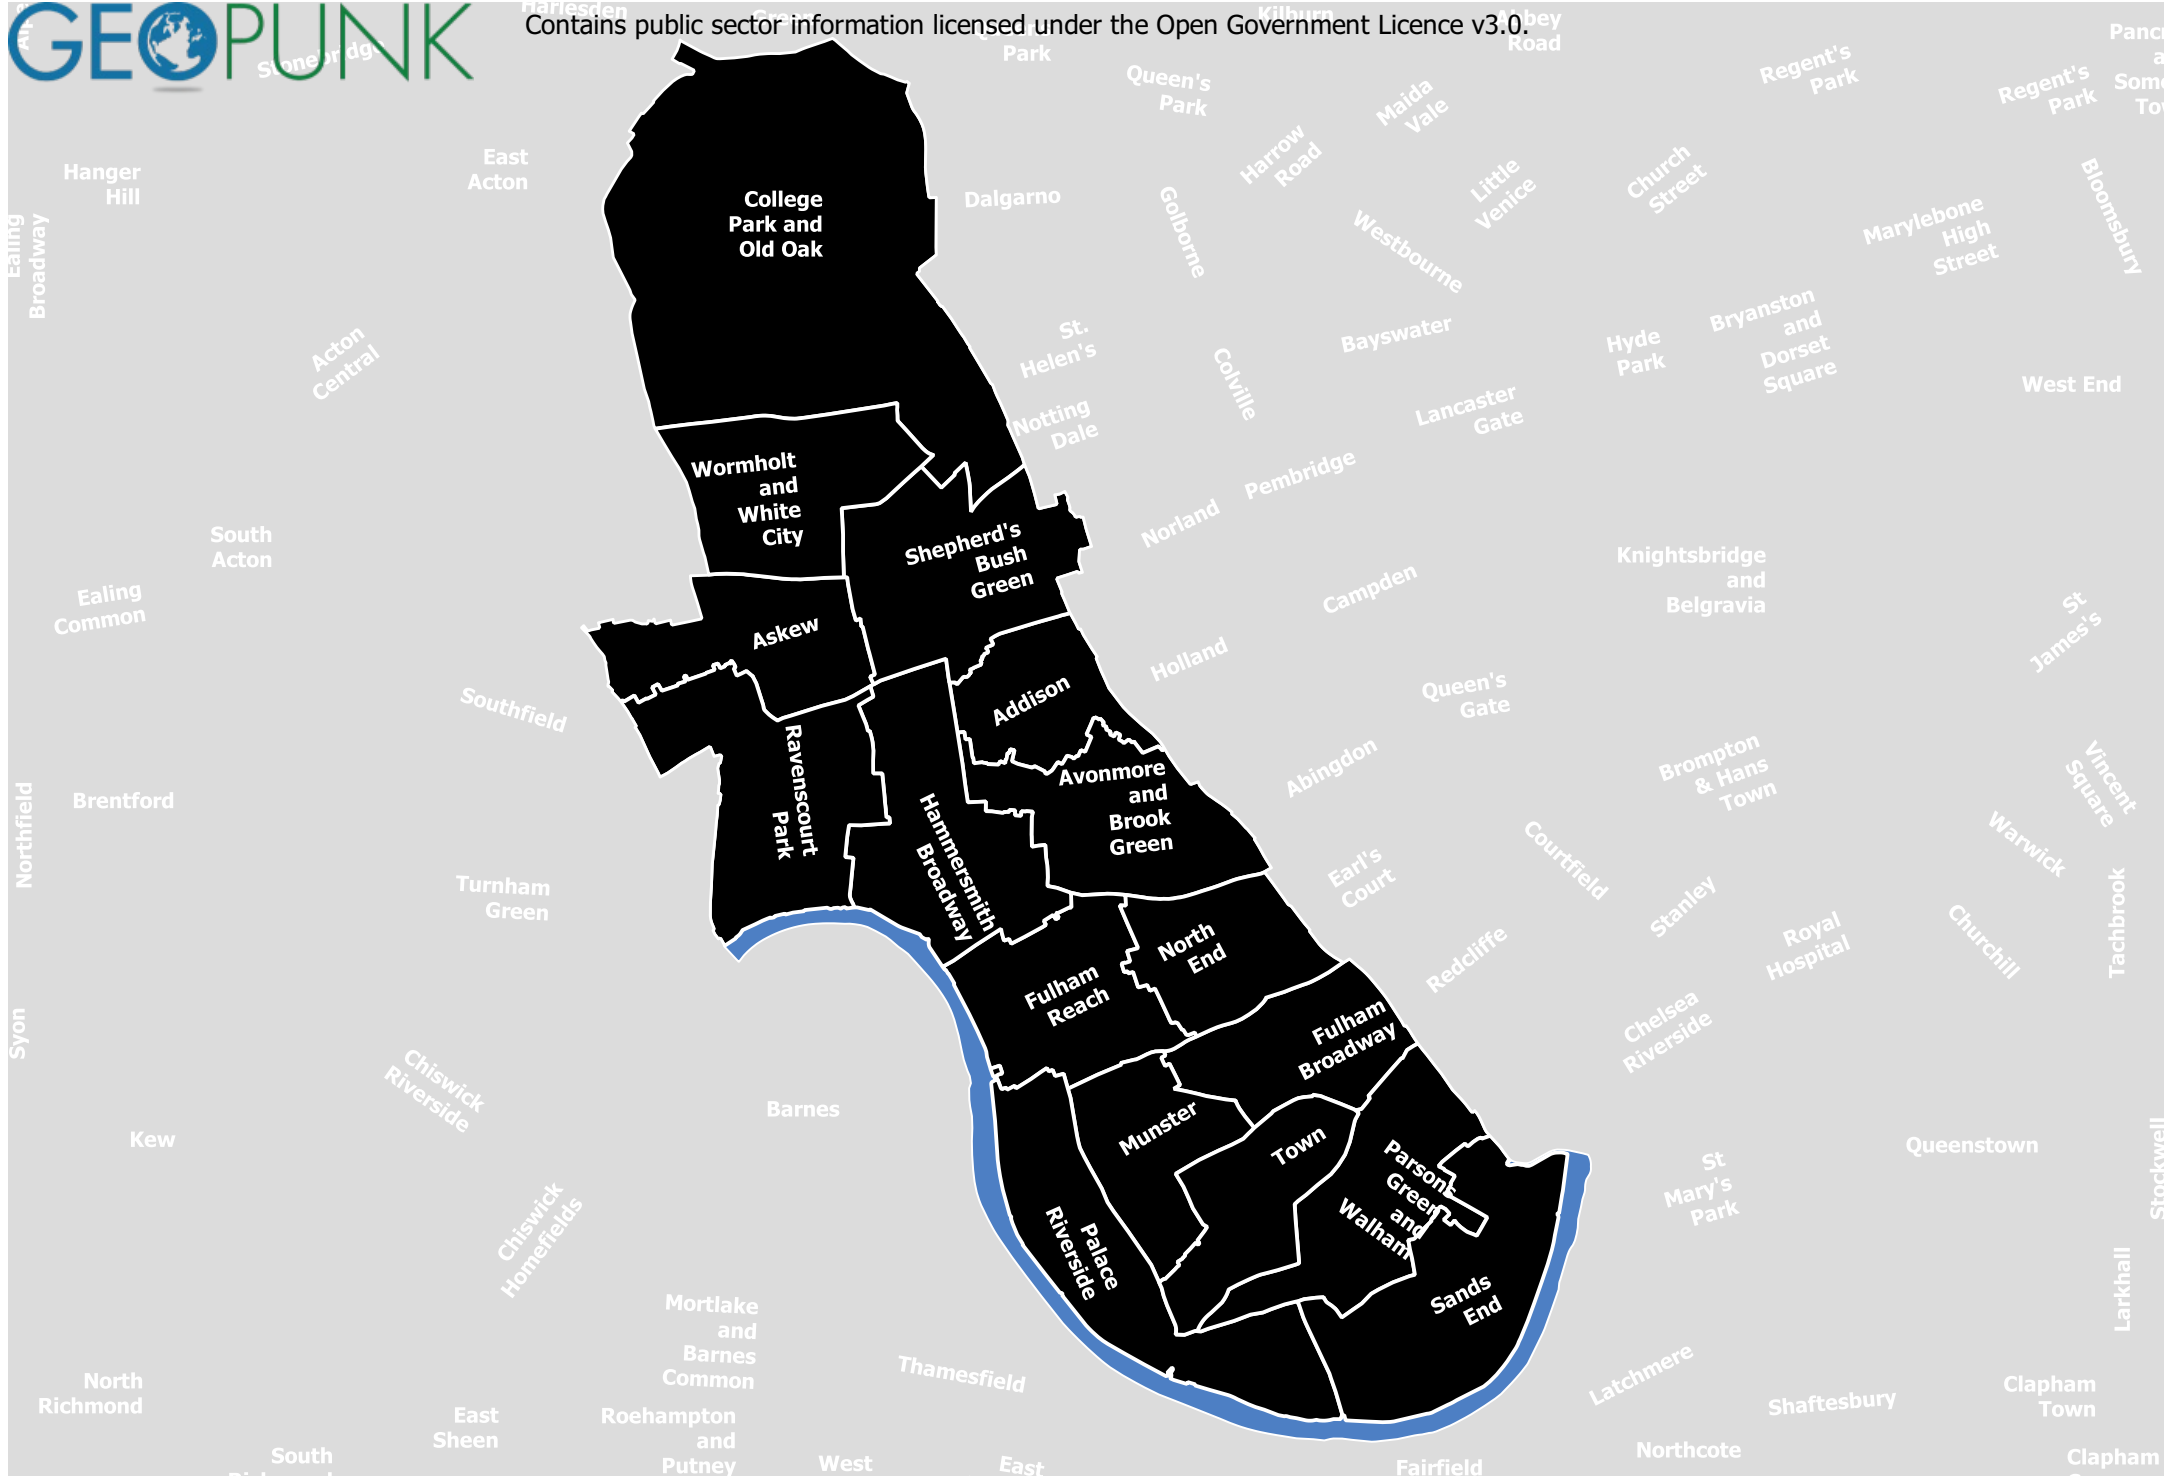 GEOPUNK
Contains public sector information licensed under the Open Government Licence v3.0.
Harlesden
Green
Kilburn
Queens
Park
Abbey
Road
Stonebridge
Queen's
Park
Maida
Vale
Regent's
Park
Regent's
Park
Hanger
Hill
East
Acton
College
Park and
Old Oak
Dalgarno
Golborne
Harrow
Road
Little
Venice
Church
Street
Westbourne
Marylebone
High
Street
Bloomsbury
Ealing
Broadway
Acton
Central
St.
Helen's
Colville
Bayswater
Hyde
Park
Bryanston
and
Dorset
Square
West End
Notting
Dale
Lancaster
Gate
Wormholt
and
White
City
Pembridge
Norland
South
Acton
Shepherd's
Bush
Green
Campden
Knightsbridge
and
Belgravia
St
James's
Ealing
Common
Askew
Holland
Southfield
Addison
Queen's
Gate
Northfield
Brentford
Ravenscourt
Park
Hammersmith
Broadway
Avonmore
and
Brook
Green
Abingdon
Brompton
& Hans
Town
Vincent
Square
Earl's
Court
Courtfield
Warwick
Turnham
Green
Stanley
Royal
Hospital
Churchill
Tachbrook
North
End
Redcliffe
Fulham
Reach
Syon
Chiswick
Riverside
Fulham
Broadway
Chelsea
Riverside
Kew
Barnes
Munster
Town
Parsons
Green
and
Walham
St
Mary's
Park
Queenstown
Stockwell
Chiswick
Homefields
Palace
Riverside
Sands
End
Larkhall
Mortlake
and
Barnes
Common
Thamesfield
Latchmere
Shaftesbury
Clapham
Town
North
Richmond
East
Sheen
Roehampton
and
Putney
South
West
East
Fairfield
Northcote
Clapham